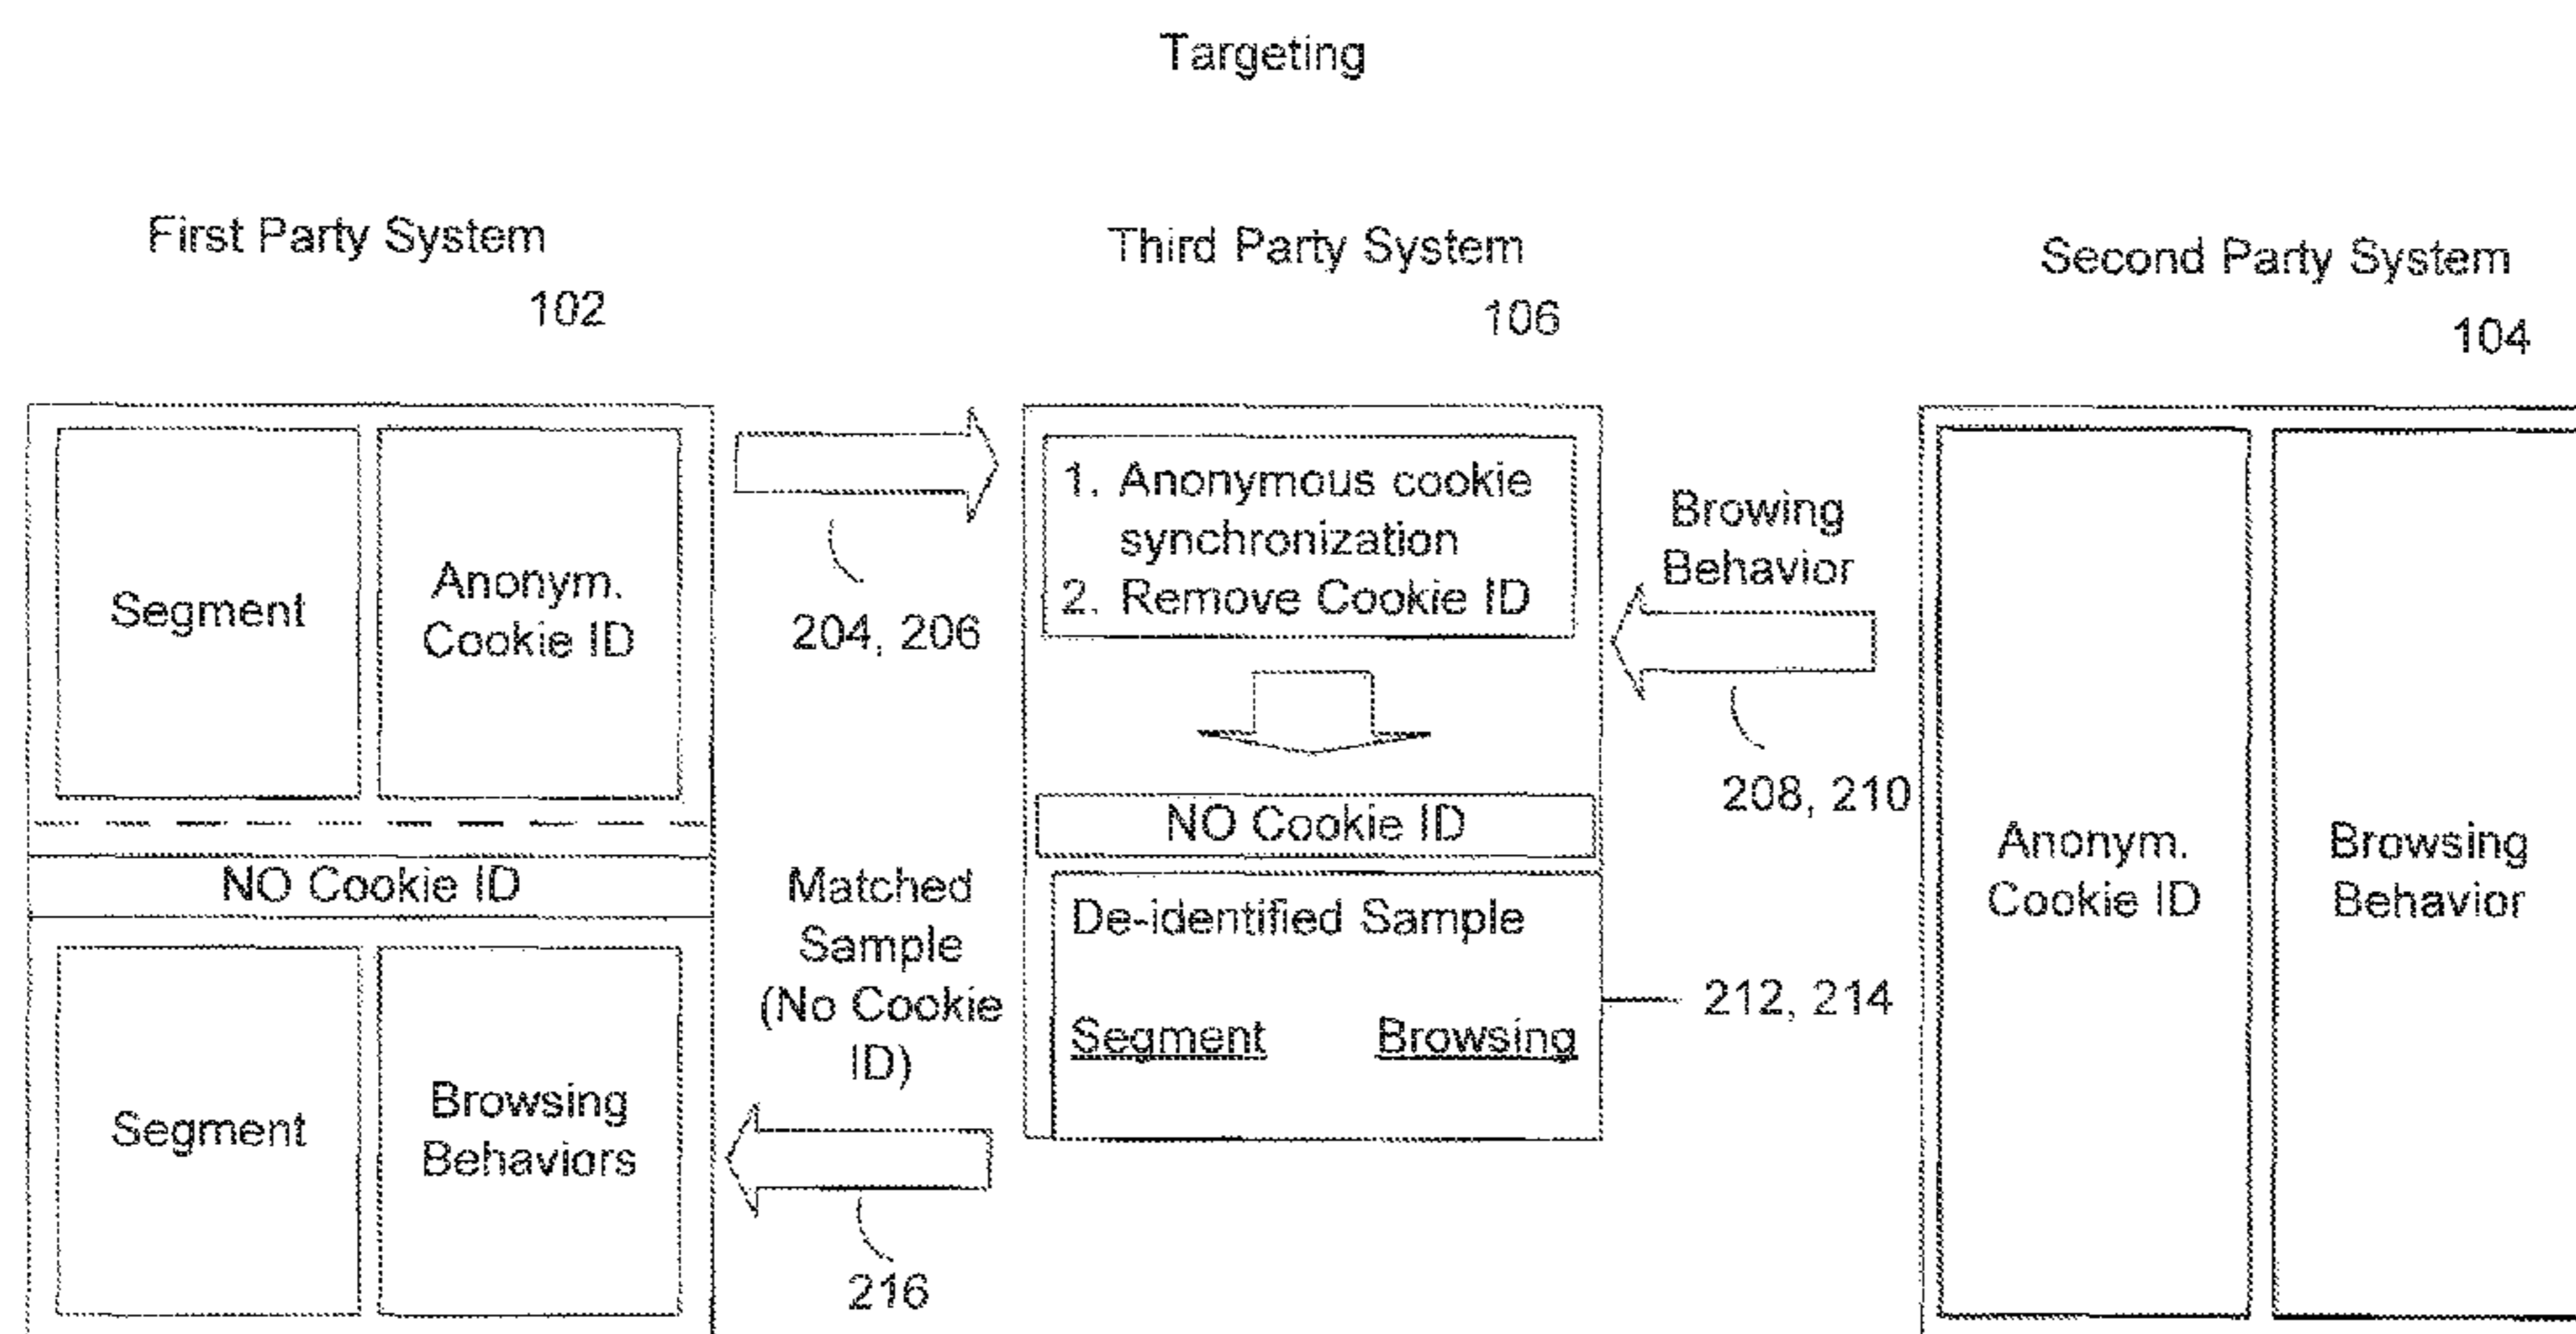 Targeting
First Party System
102
Third Party System
106
Second Party System
104
Segment
Anonym.
Cookie ID
NO Cookie ID
Segment
Browsing
Behaviors
204, 206
Matched
Sample
(No Cookie
ID)
216
1. Anonymous cookie
synchronization
2. Remove Cookie ID
NO Cookie ID
De-identified Sample
Segment Browsing
Browing
Behavior
208, 210
212, 214
Anonym.
Cookie ID
Browsing
Behavior